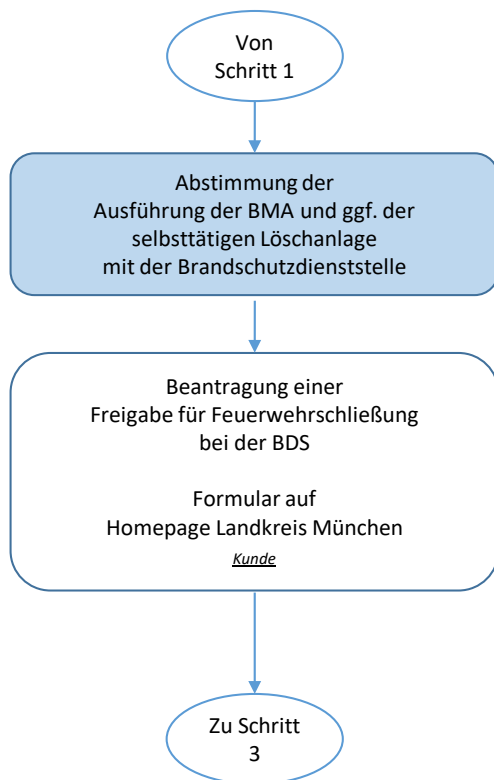 Von
Schritt 1
Abstimmung der
Ausführung der BMA und ggf. der
selbsttätigen Löschanlage
mit der Brandschutzdienststelle
Beantragung einer
Freigabe für Feuerwehrschließung
bei der BDS
Formular auf
Homepage Landkreis München
Kunde
Zu Schritt
3